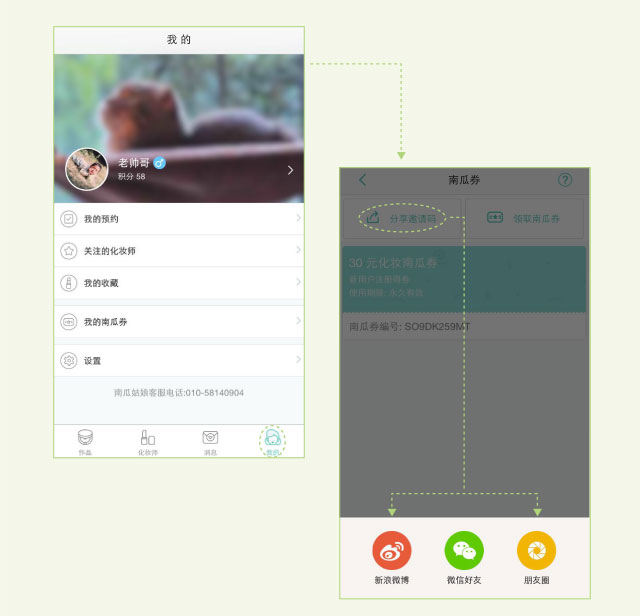 我 的
老帅哥
积分 58
我的预约
关注的化妆师
我的收藏
我的南瓜券
设置
南瓜姑娘客服电话:010-58140904
作品
化妆师
消息
我的
南瓜券
分享邀请码
领取南瓜券
30 元化妆南瓜券
新用户注册得券
使用期限: 永久有效
南瓜券编号: SO9DK259MT
新浪微博
微信好友
朋友圈